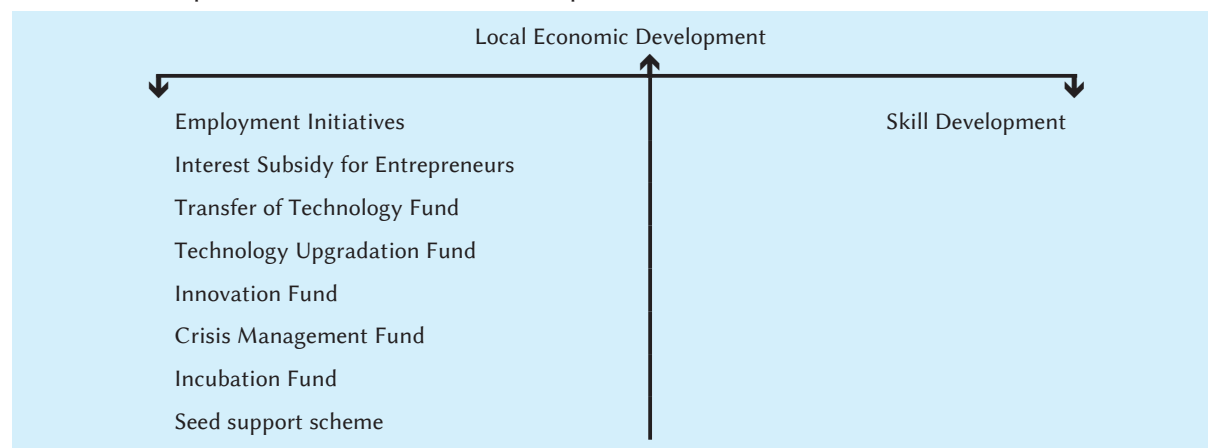 Local Economic Development
Employment Initiatives
Skill Development
Interest Subsidy for Entrepreneurs
Transfer of Technology Fund
Technology Upgradation Fund
Innovation Fund
Crisis Management Fund
Incubation Fund
Seed support scheme